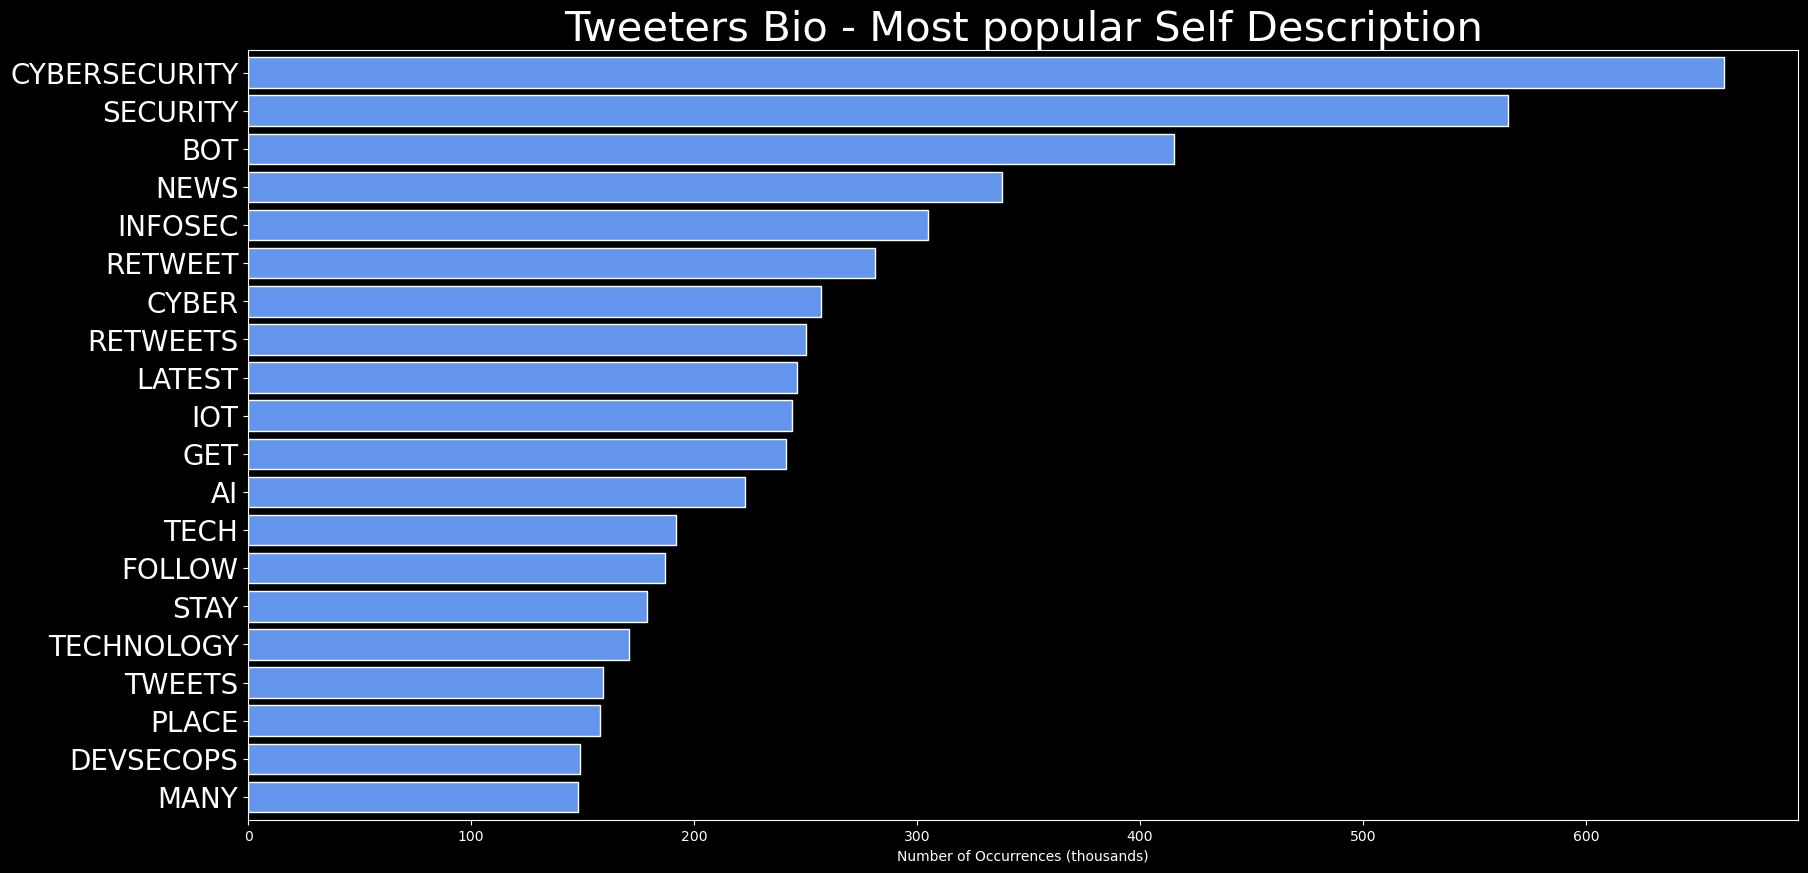 Tweeters Bio - Most popular Self Description
CYBERSECURITY
SECURITY
BOT
NEWS
INFOSEC
RETWEET
CYBER
RETWEETS
LATEST
IOT
GET
AI
TECH
FOLLOW
STAY
TECHNOLOGY
TWEETS
PLACE
DEVSECOPS
MANY
0 100 200 300 400 500 600
Number of Occurrences (thousands)